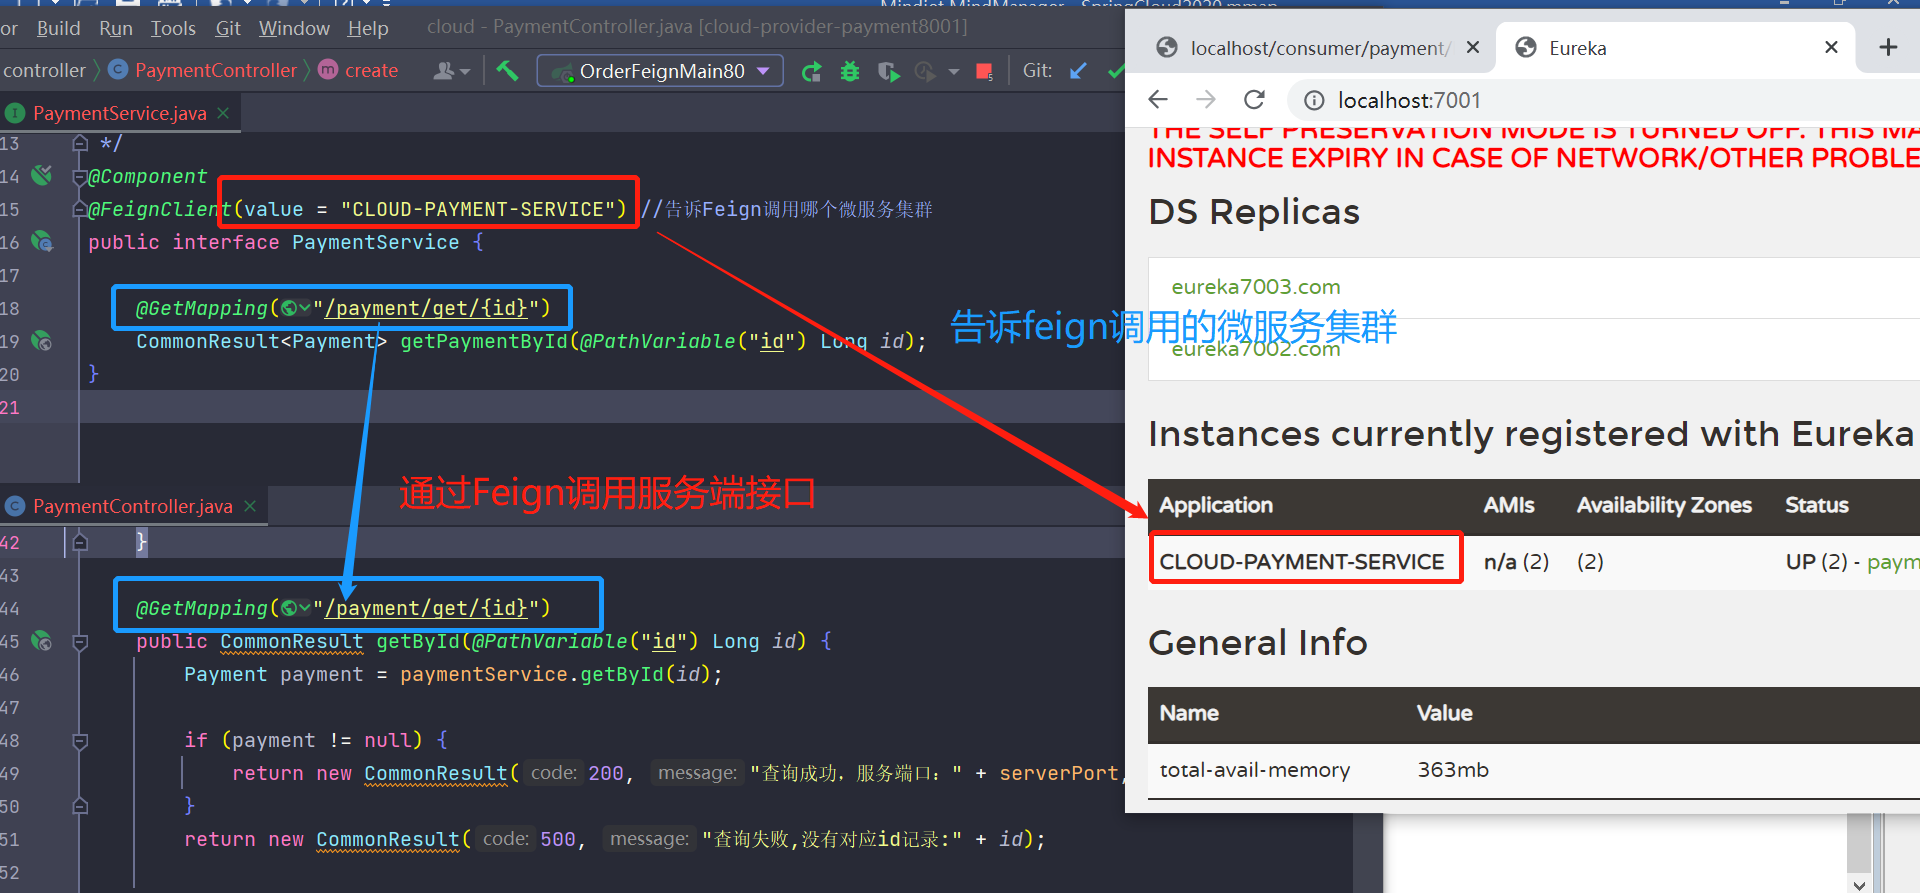 or Build Run Tools Git Window Help cloud - PaymentController.java [cloud-provider-payment8001]
controller PaymentController create OrderFeignMain80 Git:
PaymentService.java
13 */
14 @Component
15 @FeignClient(value = "CLOUD-PAYMENT-SERVICE") //告诉Feign调用哪个微服务集群
16 public interface PaymentService {
17
18 @GetMapping("/payment/get/{id}")
19 CommonResult<Payment> getPaymentById(@PathVariable("id") Long id);
20 }
21
通过Feign调用服务端接口
PaymentController.java
42 }
43
44 @GetMapping("/payment/get/{id}")
45 public CommonResult getById(@PathVariable("id") Long id) {
46 Payment payment = paymentService.getById(id);
47
48 if (payment != null) {
49 return new CommonResult( code: 200, message: "查询成功，服务端口：" + serverPort,
50 }
51 return new CommonResult( code: 500, message: "查询失败,没有对应id记录:" + id);
52
localhost/consumer/payment/
Eureka
localhost:7001
THE SELF PRESERVATION MODE IS TURNED OFF. THIS MA
INSTANCE EXPIRY IN CASE OF NETWORK/OTHER PROBLE
DS Replicas
eureka7003.com
告诉feign调用的微服务集群
eureka7002.com
Instances currently registered with Eureka
Application AMIs Availability Zones Status
CLOUD-PAYMENT-SERVICE n/a (2) (2) UP (2) - paym
General Info
Name Value
total-avail-memory 363mb